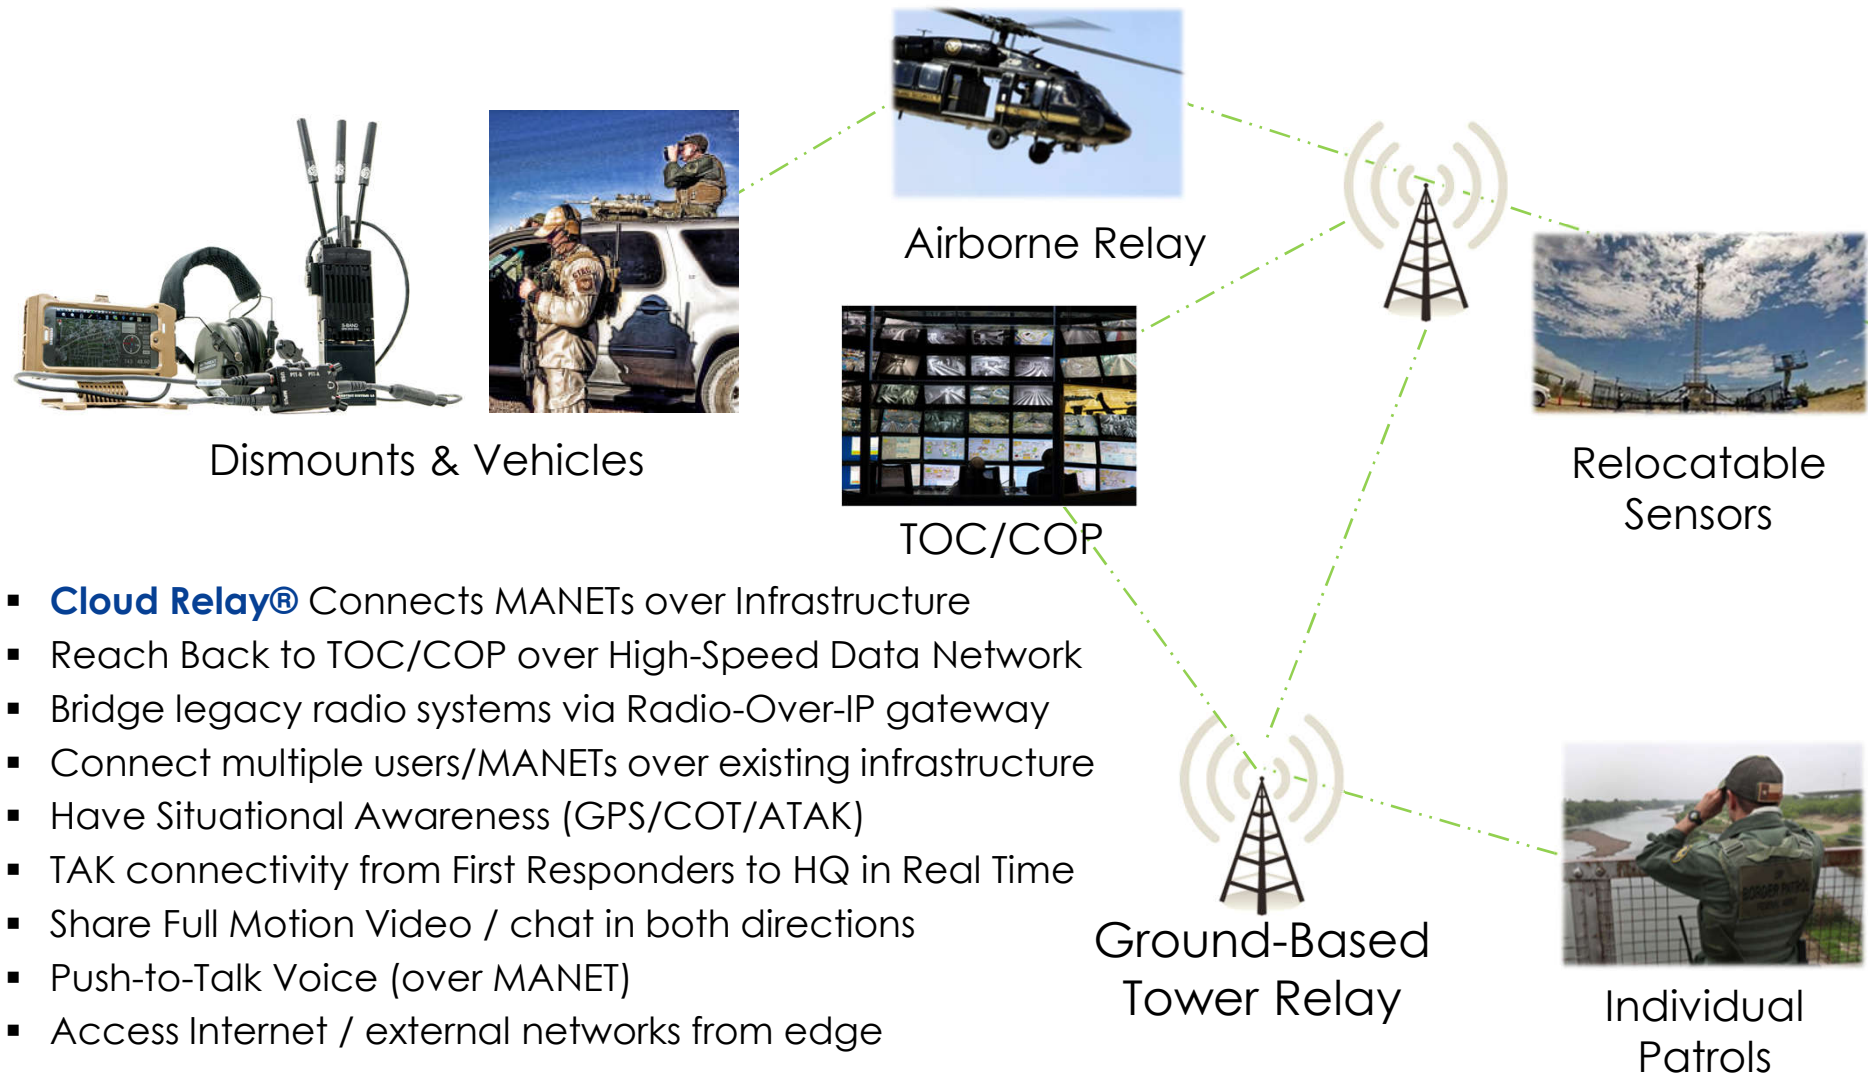 Airborne Relay
Dismounts & Vehicles
TOC/COP
Relocatable
Sensors
▪ Cloud Relay® Connects MANETs over Infrastructure
▪ Reach Back to TOC/COP over High-Speed Data Network
▪ Bridge legacy radio systems via Radio-Over-IP gateway
▪ Connect multiple users/MANETs over existing infrastructure
▪ Have Situational Awareness (GPS/COT/ATAK)
▪ TAK connectivity from First Responders to HQ in Real Time
▪ Share Full Motion Video / chat in both directions
▪ Push-to-Talk Voice (over MANET)
▪ Access Internet / external networks from edge
Ground-Based
Tower Relay
BORDER PATROL
Individual
Patrols
S-BAND